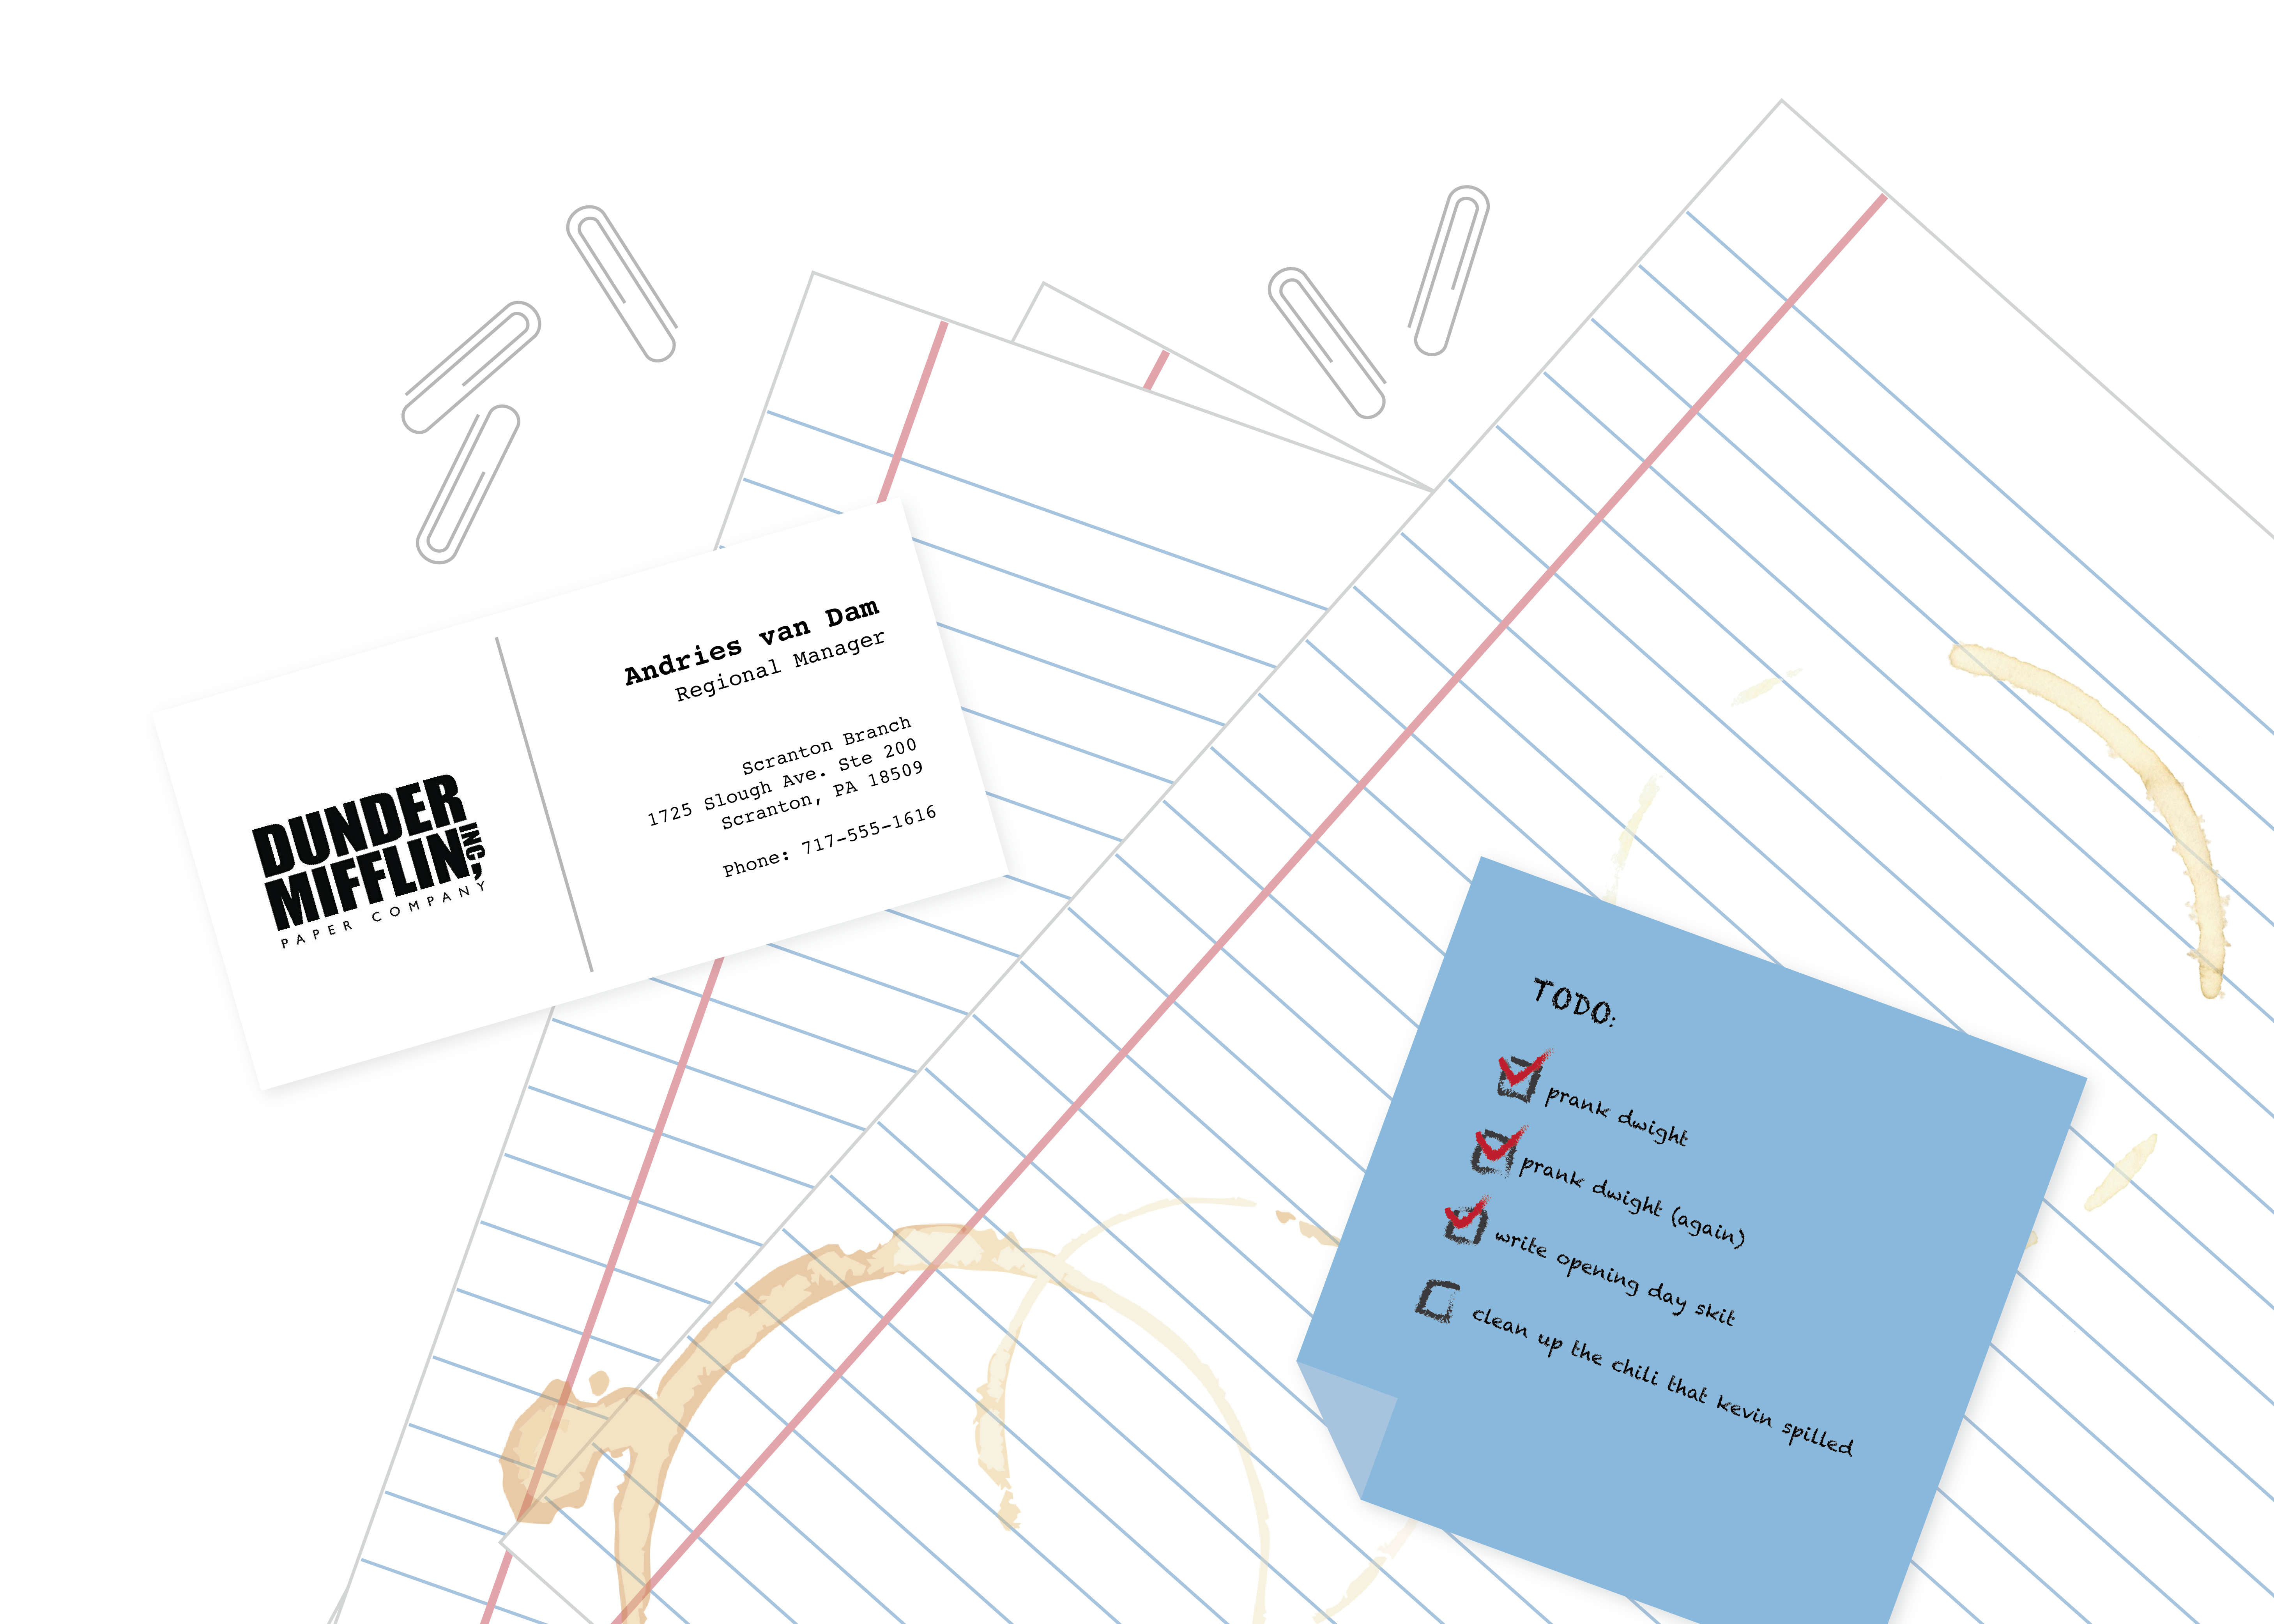 DUNDER
MIFFLIN INC,
PAPER COMPANY
Andries van Dam
Regional Manager
Scranton Branch
1725 Slough Ave. Ste 200
Scranton, PA 18509
Phone: 717-555-1616
TODO:
prank dwight
prank dwight (again)
write opening day skit
clean up the chili that kevin spilled